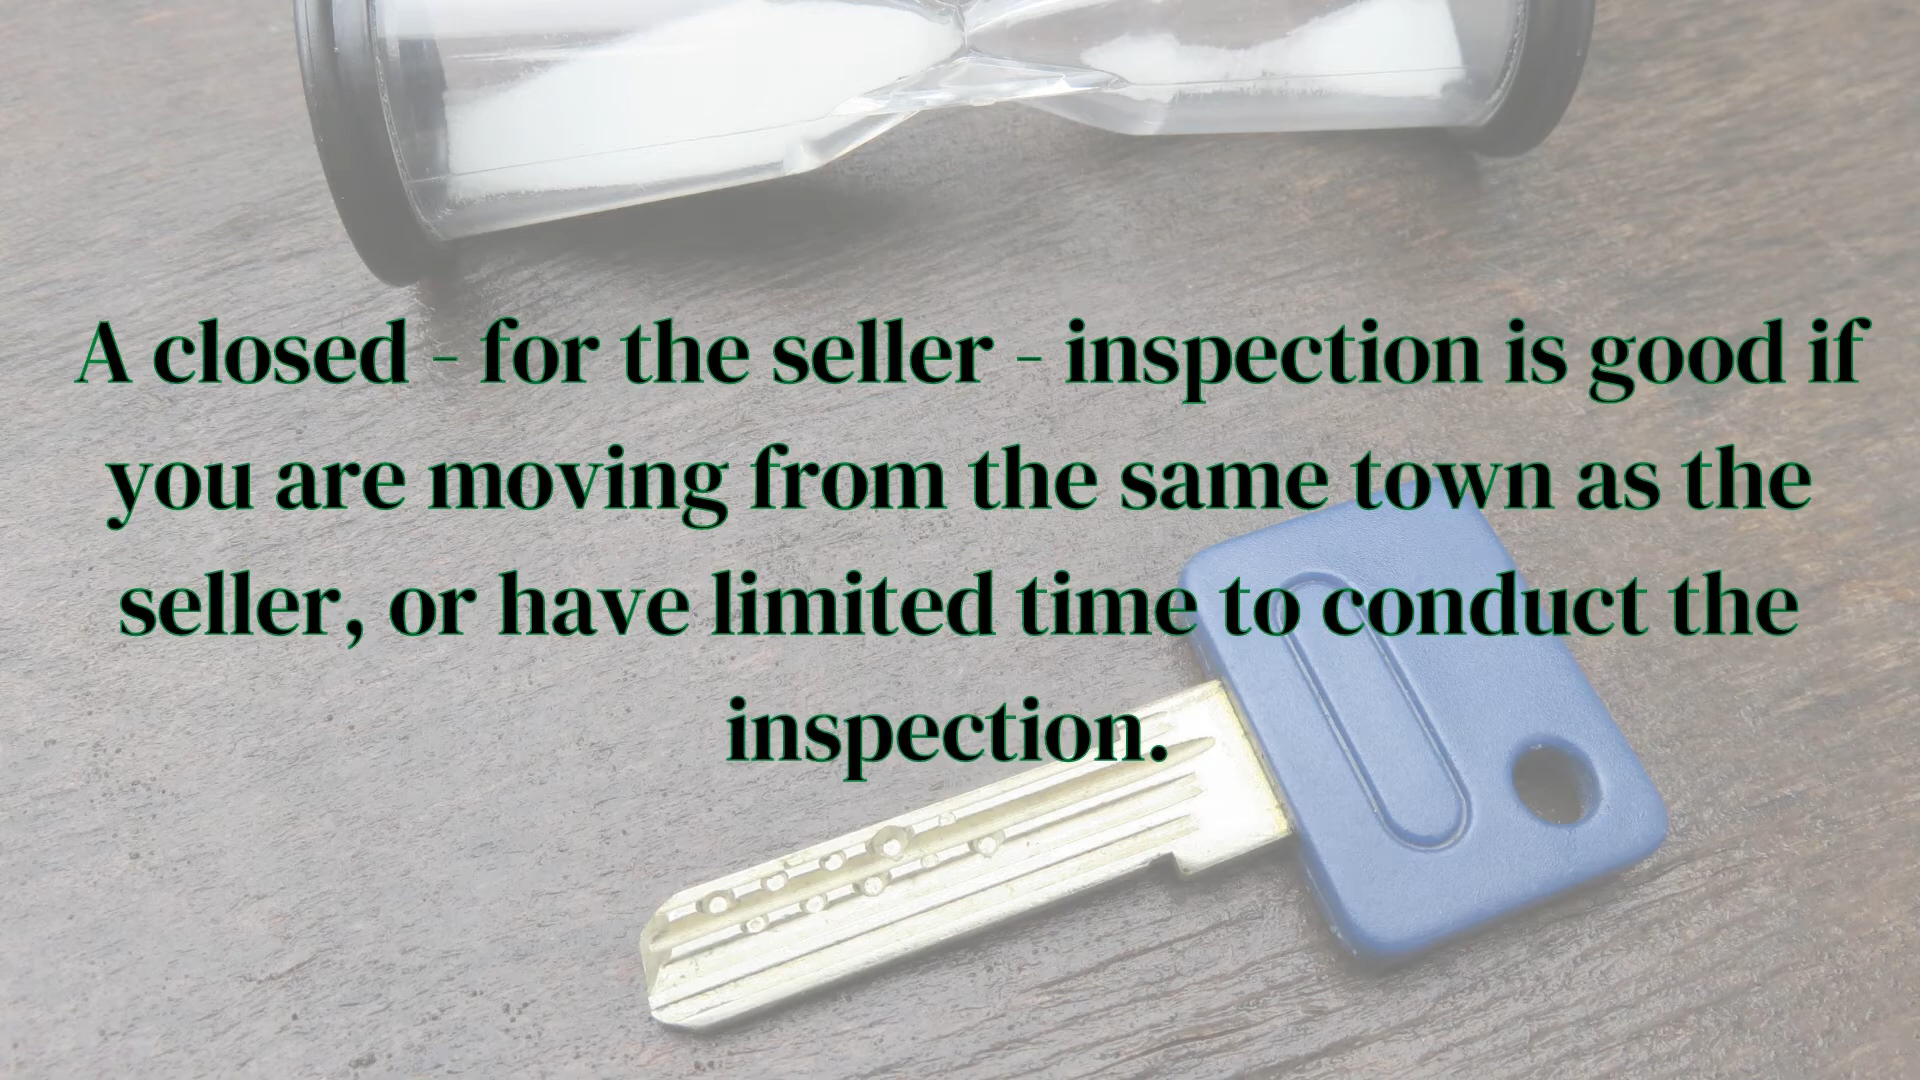 A closed - for the seller - inspection is good if
you are moving from the same town as the
seller, or have limited time to conduct the
inspection.